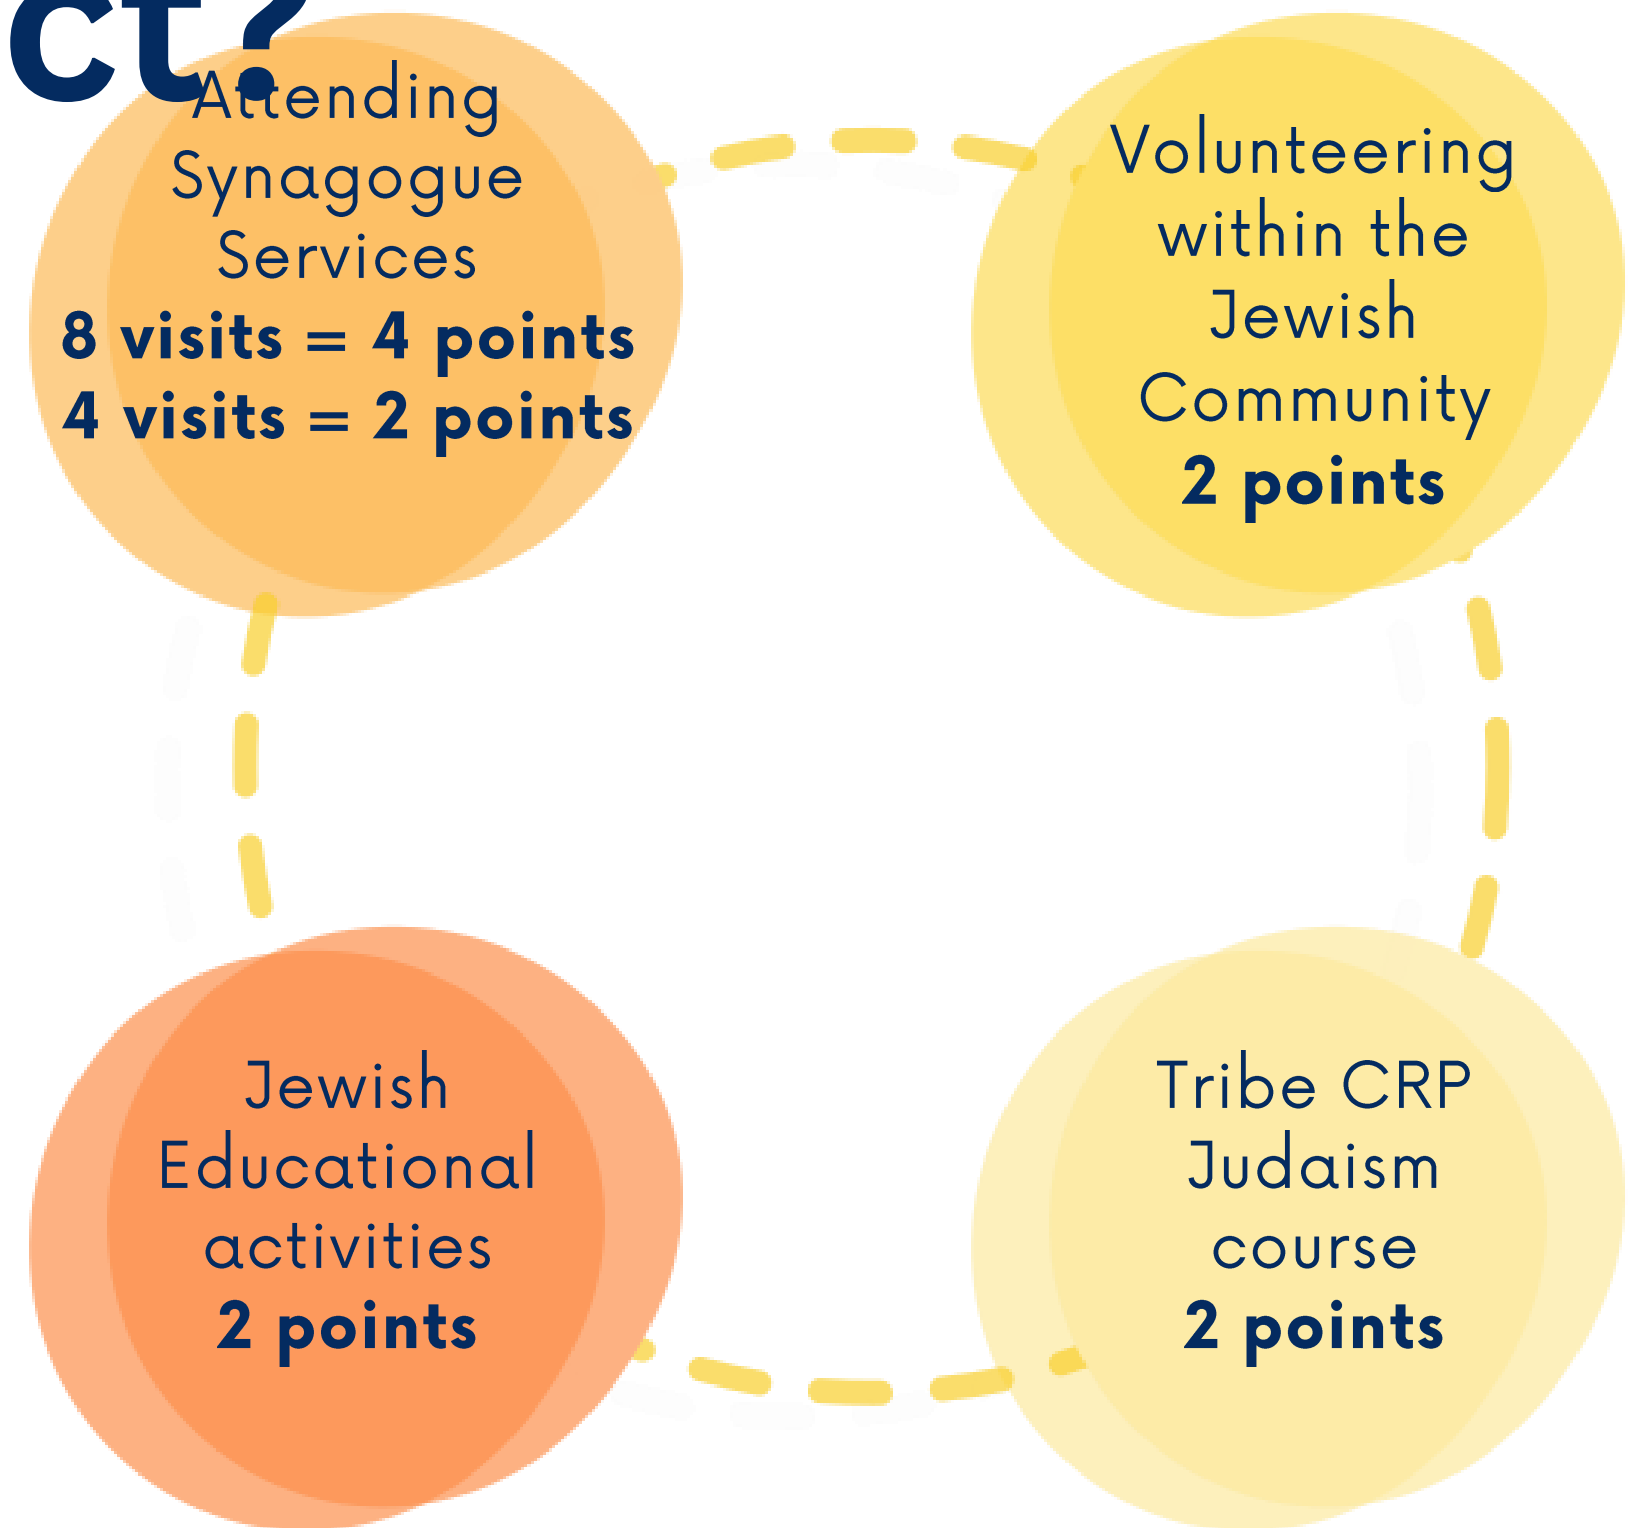 ct?
Attending
Synagogue
Services
8 visits = 4 points
4 visits = 2 points
Volunteering
within the
Jewish
Community
2 points
Jewish
Educational
activities
2 points
Tribe CRP
Judaism
course
2 points